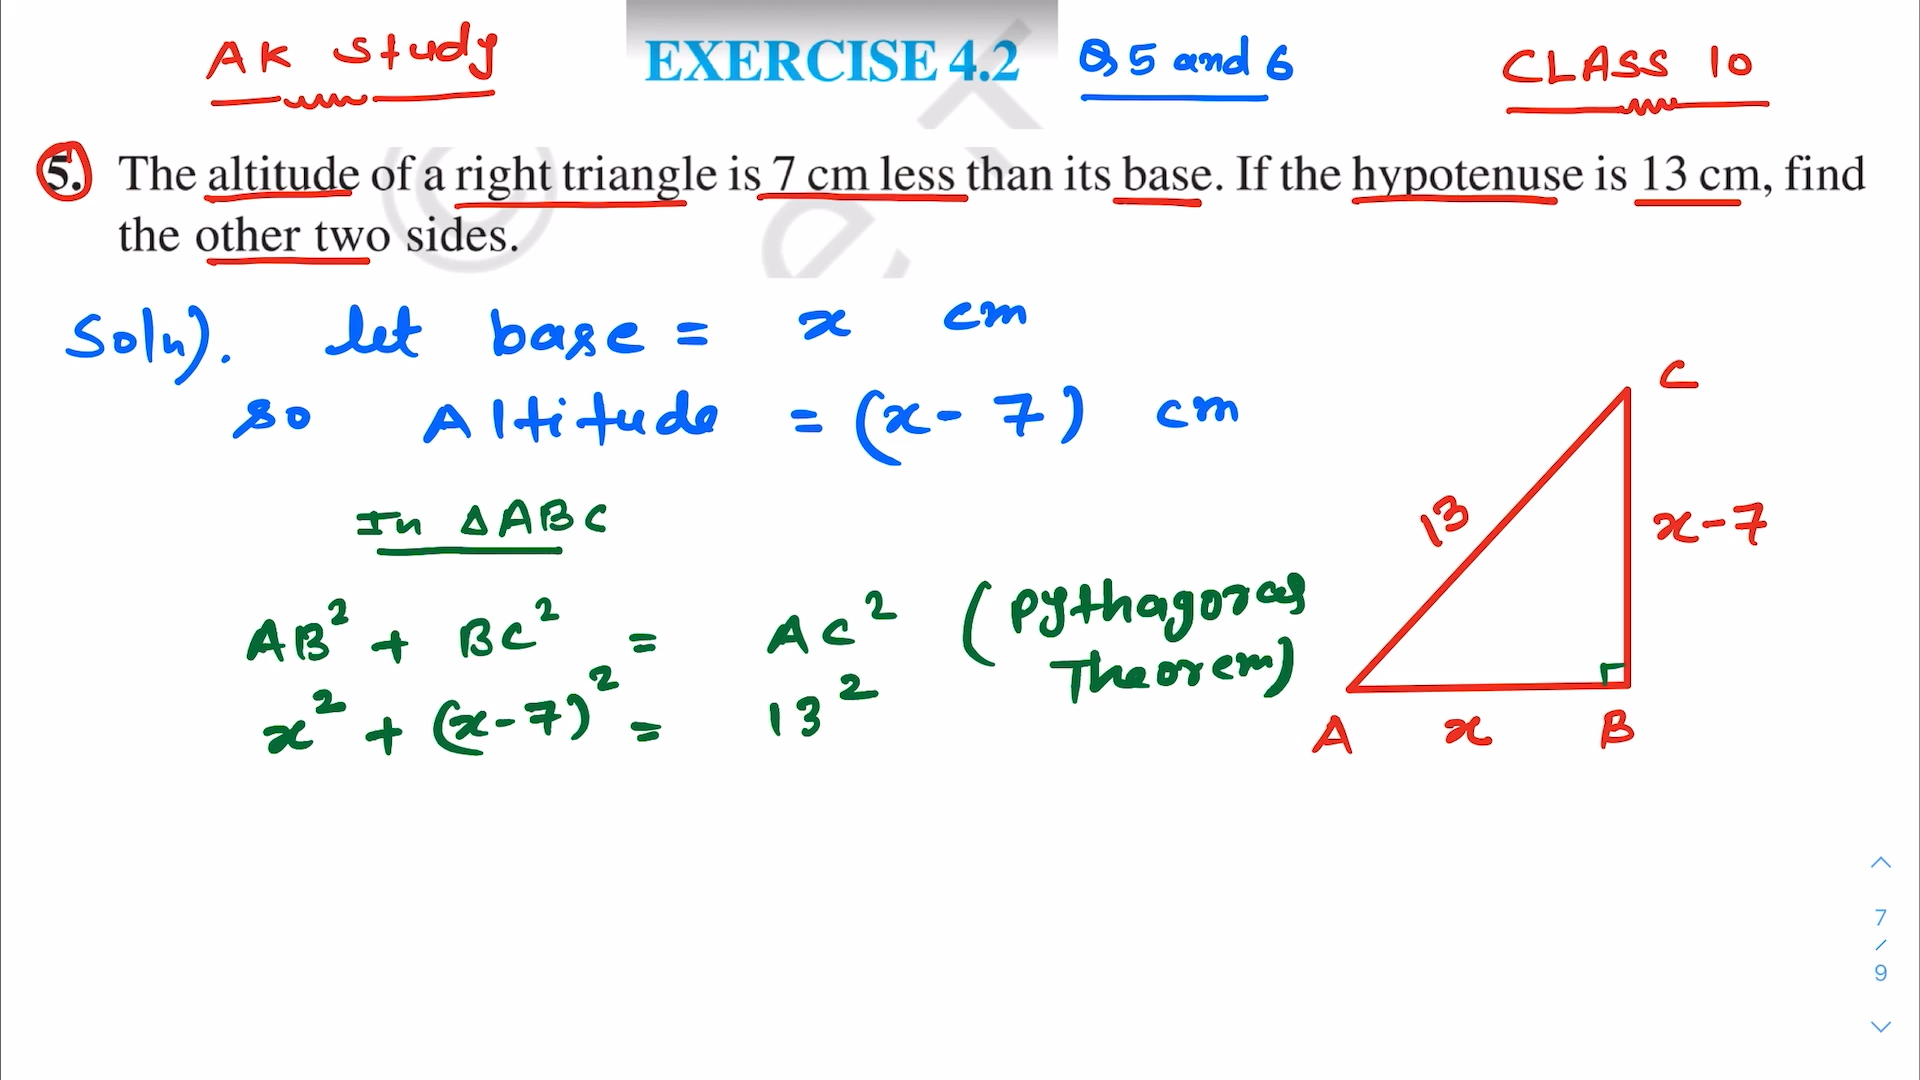 AK Study
EXERCISE 4.2
Q 5 and 6
CLASS 10
5. The altitude of a right triangle is 7 cm less than its base. If the hypotenuse is 13 cm, find
the other two sides.
Soln). let base = x cm
so Altitude = (x - 7) cm
In △ABC
AB² + BC² = AC² (Pythagoras
Theorem)
x² + (x-7)² = 13²
C
13
x-7
A x B
7
/
9